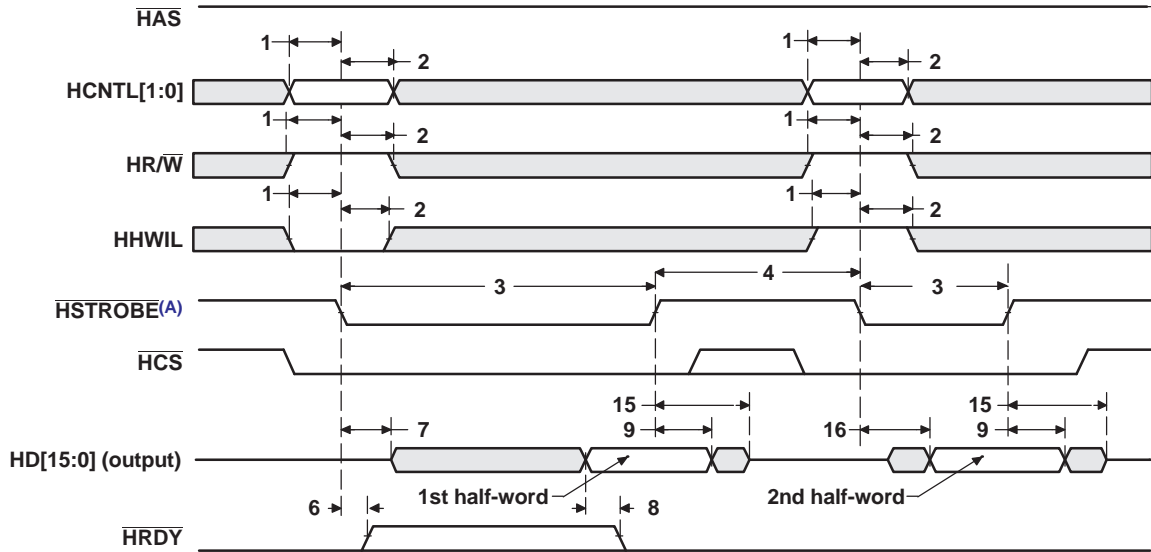 HAS
1
1
2
2
HCNTL[1:0]
1
1
2
2
HR/W
1
1
2
2
HHWIL
3
4
3
HSTROBE(A)
HCS
15
15
7
9
16
9
HD[15:0] (output)
1st half-word
2nd half-word
6
8
HRDY